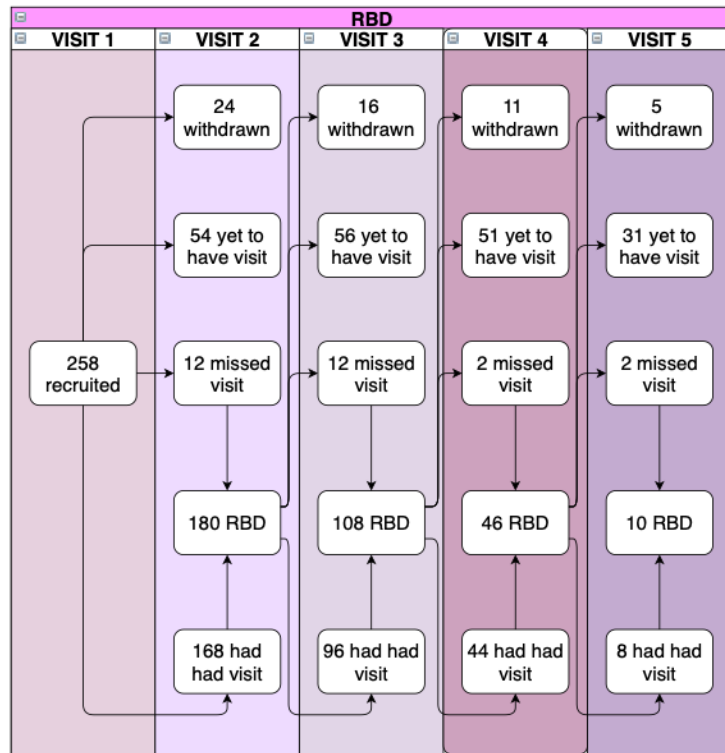 RBD
VISIT 1
VISIT 2
VISIT 3
VISIT 4
VISIT 5
24
withdrawn
16
withdrawn
11
withdrawn
5
withdrawn
54 yet to
have visit
56 yet to
have visit
51 yet to
have visit
31 yet to
have visit
258
recruited
12 missed
visit
12 missed
visit
2 missed
visit
2 missed
visit
180 RBD
108 RBD
46 RBD
10 RBD
168 had
had visit
96 had had
visit
44 had had
visit
8 had had
visit